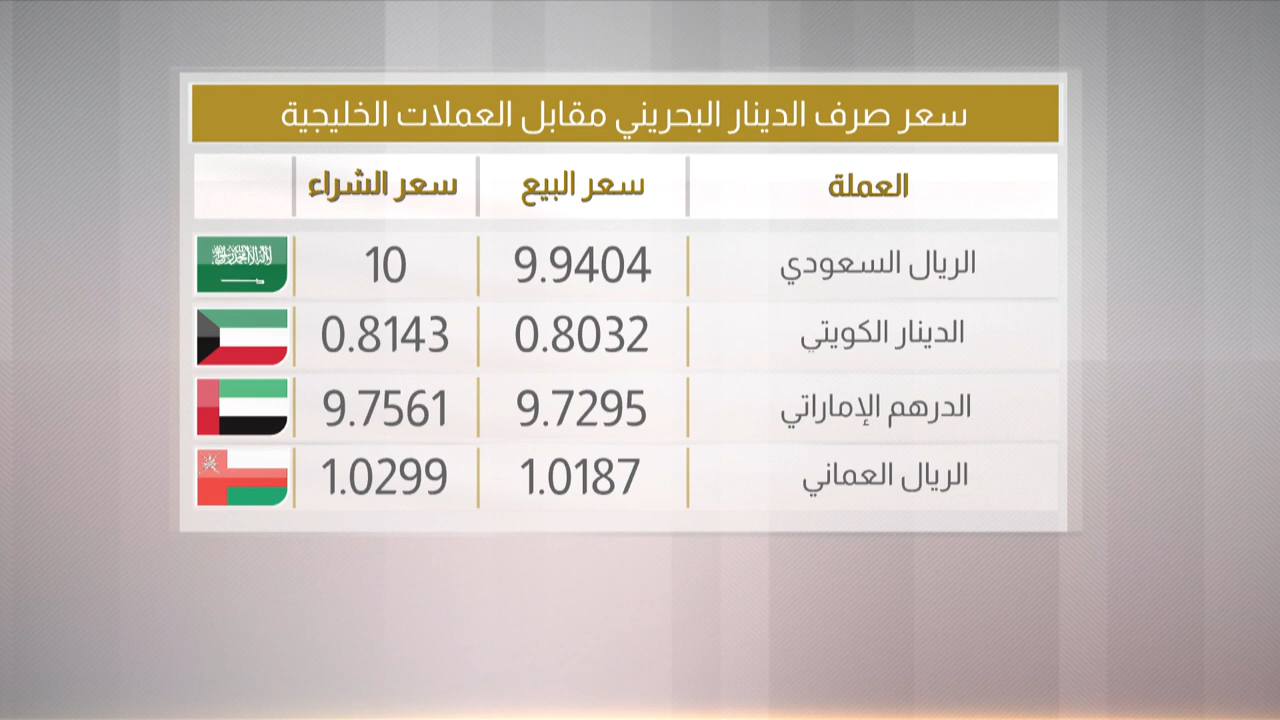 سعر صرف الدينار البحريني مقابل العملات الخليجية
العملة سعر البيع سعر الشراء
الريال السعودي 9.9404 10
الدينار الكويتي 0.8032 0.8143
الدرهم الإماراتي 9.7295 9.7561
الريال العماني 1.0187 1.0299